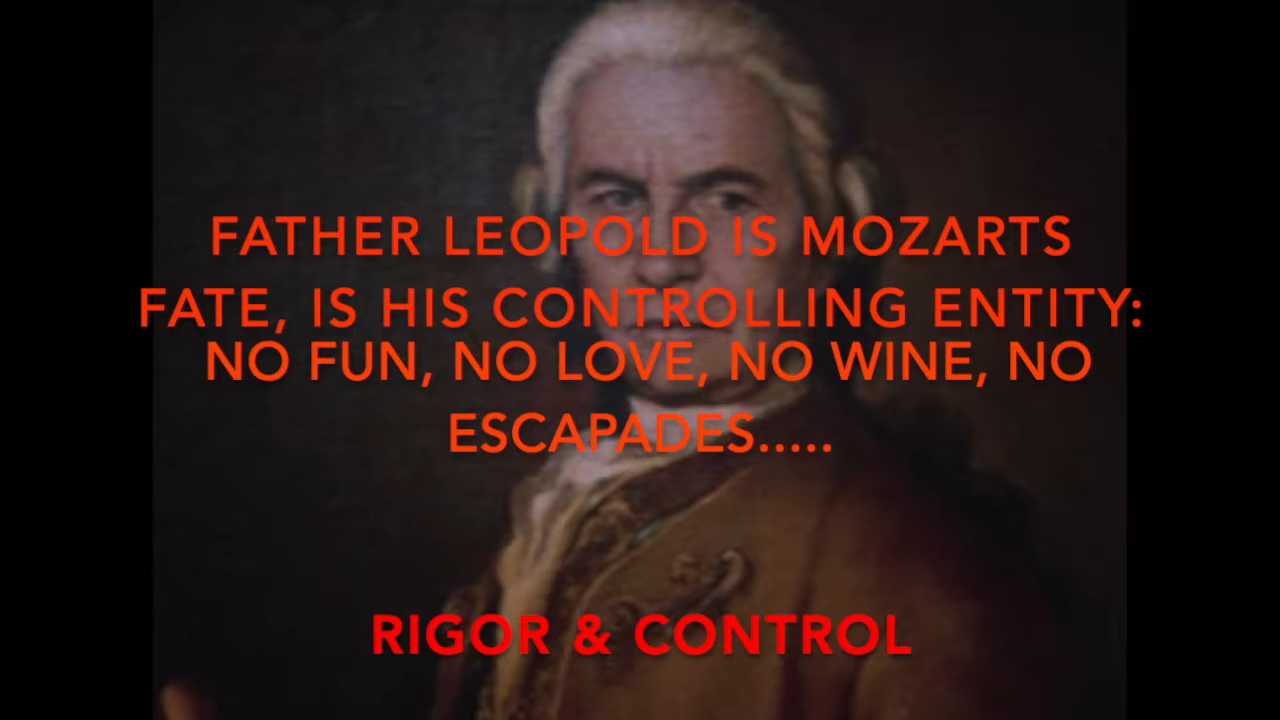 FATHER LEOPOLD IS MOZARTS
FATE, IS HIS CONTROLLING ENTITY:
NO FUN, NO LOVE, NO WINE, NO
ESCAPADES.....
RIGOR & CONTROL